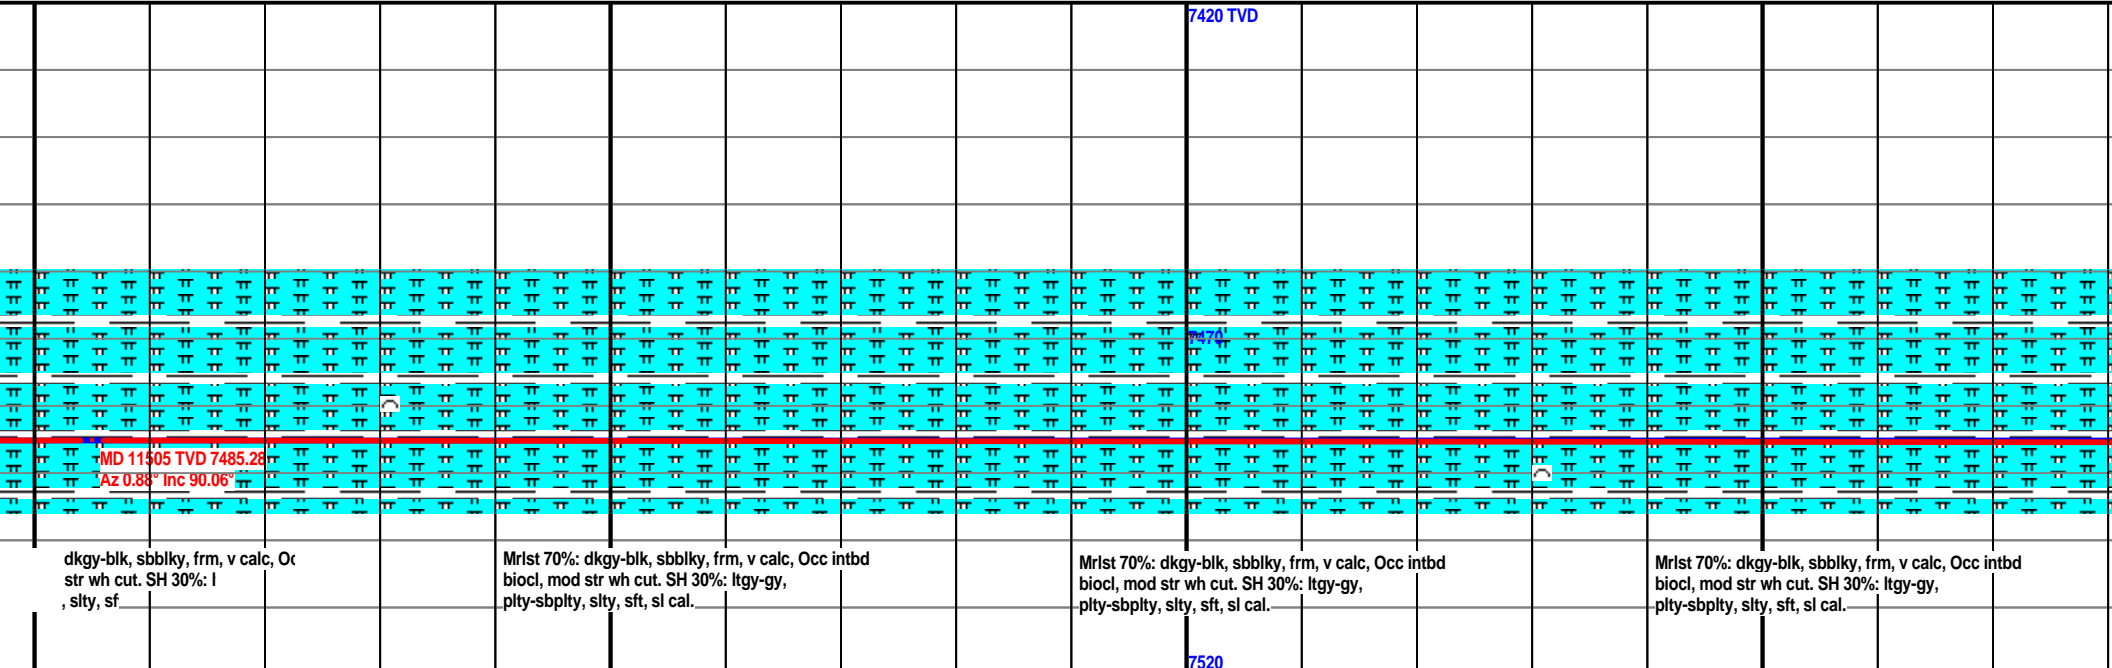 7420 TVD
7470
MD 11505 TVD 7485.28
Az 0.88° Inc 90.06°
dkgy-blk, sbblky, frm, v calc, Oc
str wh cut. SH 30%: l
, slty, sf
Mrlst 70%: dkgy-blk, sbblky, frm, v calc, Occ intbd
biocl, mod str wh cut. SH 30%: ltgy-gy,
plty-sbplty, slty, sft, sl cal.
Mrlst 70%: dkgy-blk, sbblky, frm, v calc, Occ intbd
biocl, mod str wh cut. SH 30%: ltgy-gy,
plty-sbplty, slty, sft, sl cal.
Mrlst 70%: dkgy-blk, sbblky, frm, v calc, Occ intbd
biocl, mod str wh cut. SH 30%: ltgy-gy,
plty-sbplty, slty, sft, sl cal.
7520